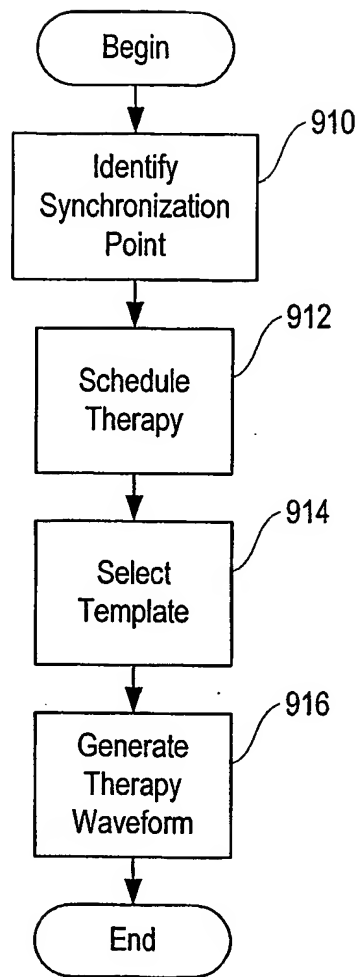 Begin
910
Identify
Synchronization
Point
912
Schedule
Therapy
914
Select
Template
916
Generate
Therapy
Waveform
End